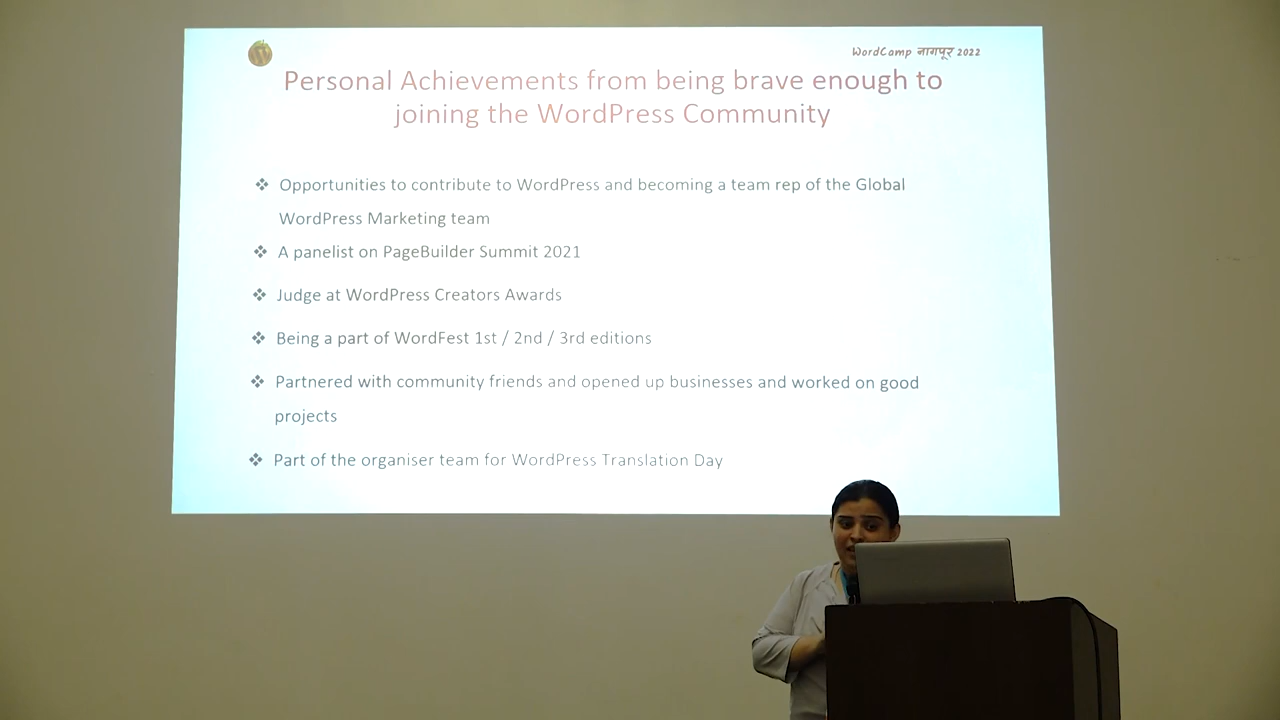 WordCamp नागपूर 2022
Personal Achievements from being brave enough to
joining the WordPress Community
❖ Opportunities to contribute to WordPress and becoming a team rep of the Global
WordPress Marketing team
❖ A panelist on PageBuilder Summit 2021
❖ Judge at WordPress Creators Awards
❖ Being a part of WordFest 1st / 2nd / 3rd editions
❖ Partnered with community friends and opened up businesses and worked on good
projects
❖ Part of the organiser team for WordPress Translation Day